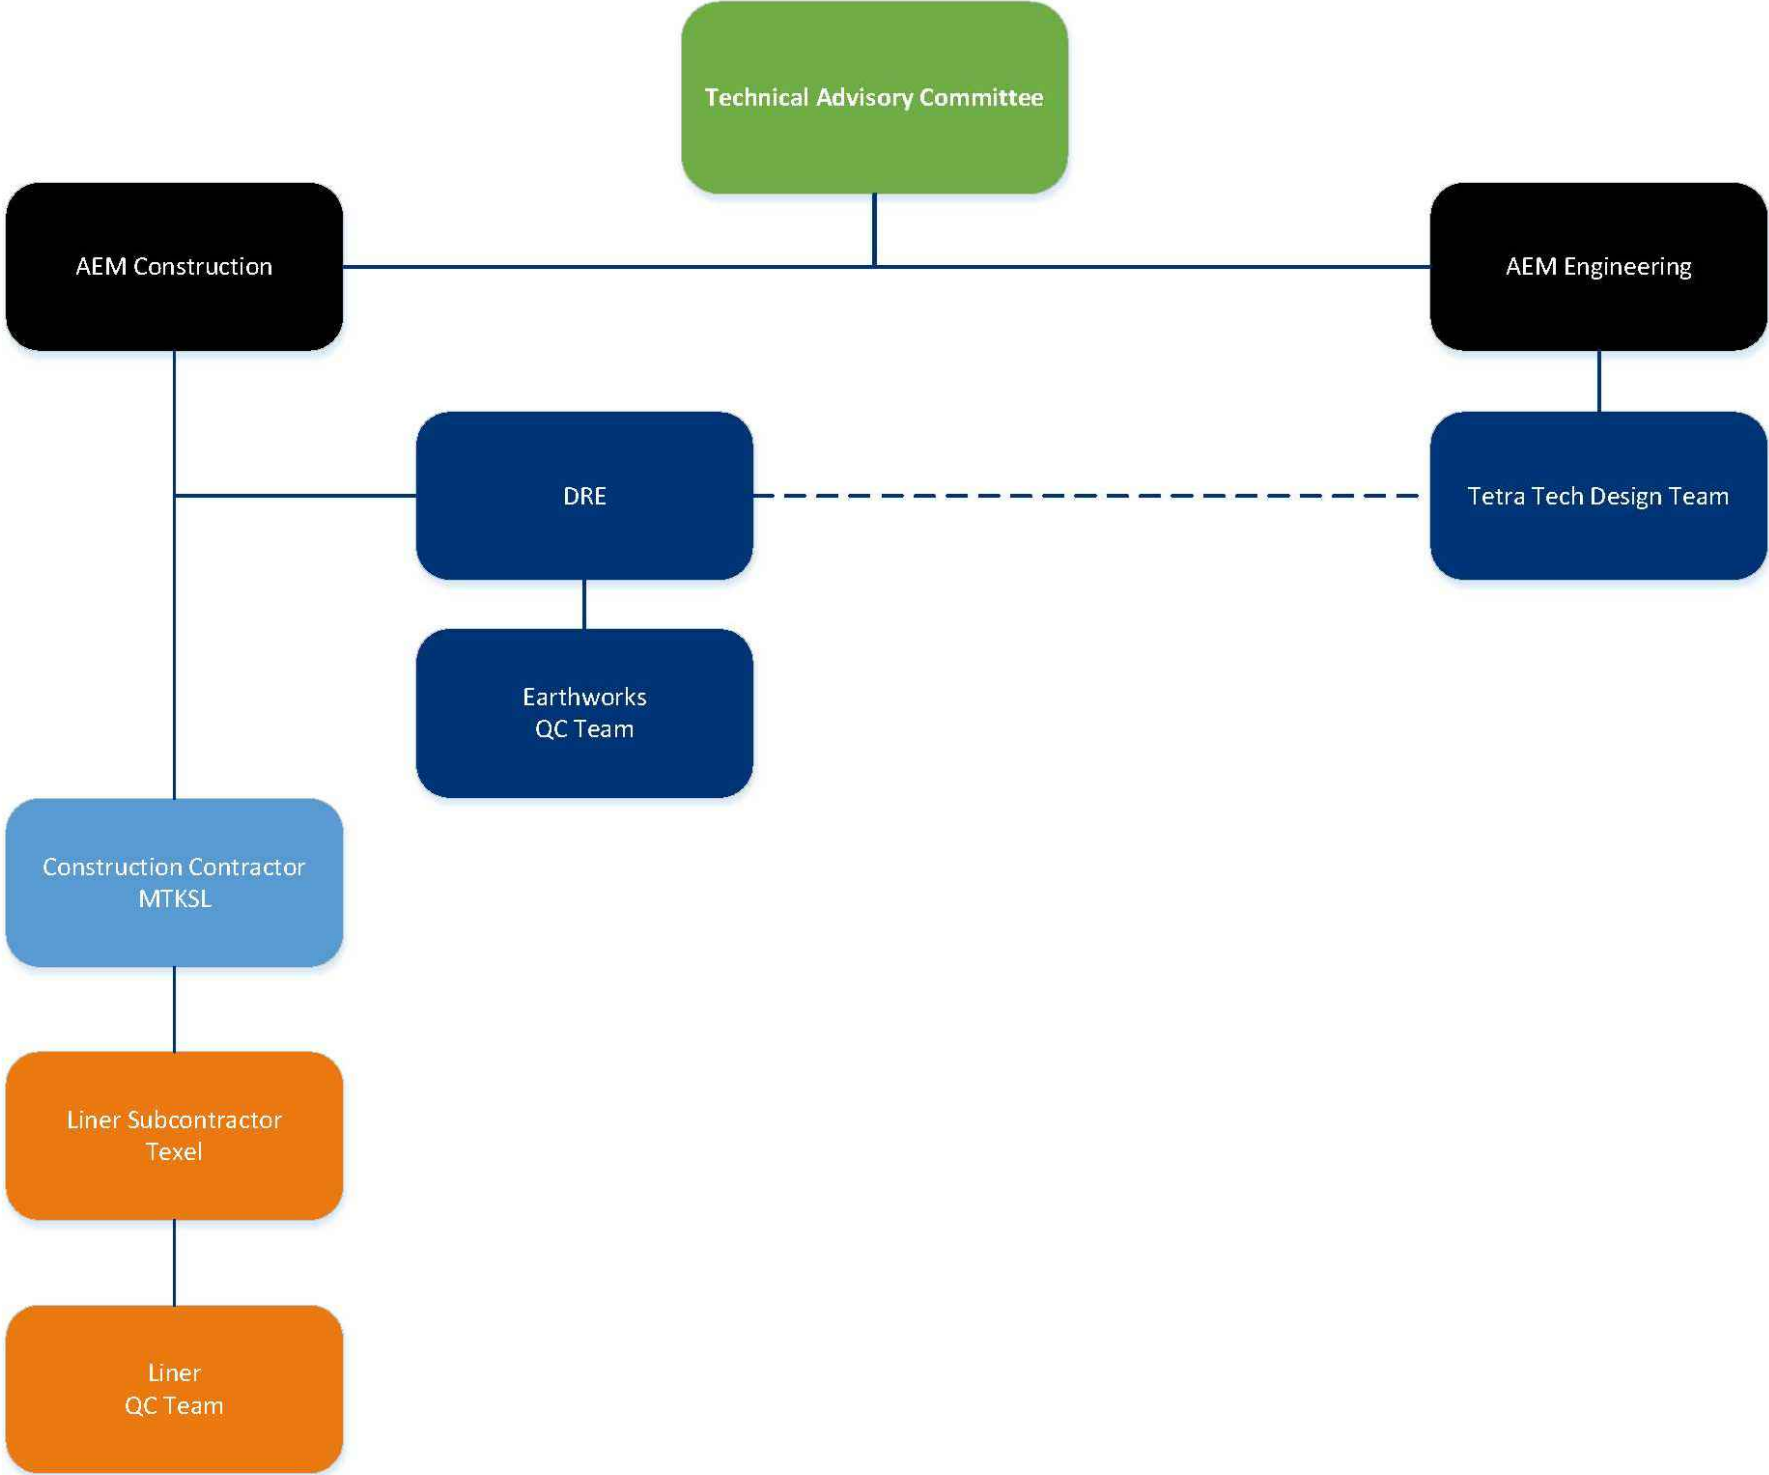 Technical Advisory Committee
AEM Construction
AEM Engineering
DRE
Tetra Tech Design Team
Earthworks
QC Team
Construction Contractor
MTKSL
Liner Subcontractor
Texel
Liner
QC Team